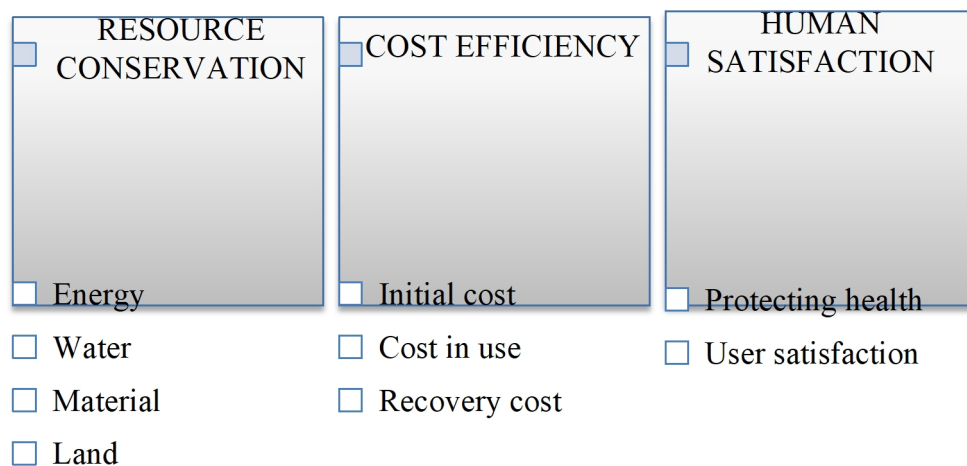 RESOURCE
CONSERVATION
Energy
Water
Material
Land
COST EFFICIENCY
Initial cost
Cost in use
Recovery cost
HUMAN
SATISFACTION
Protecting health
User satisfaction